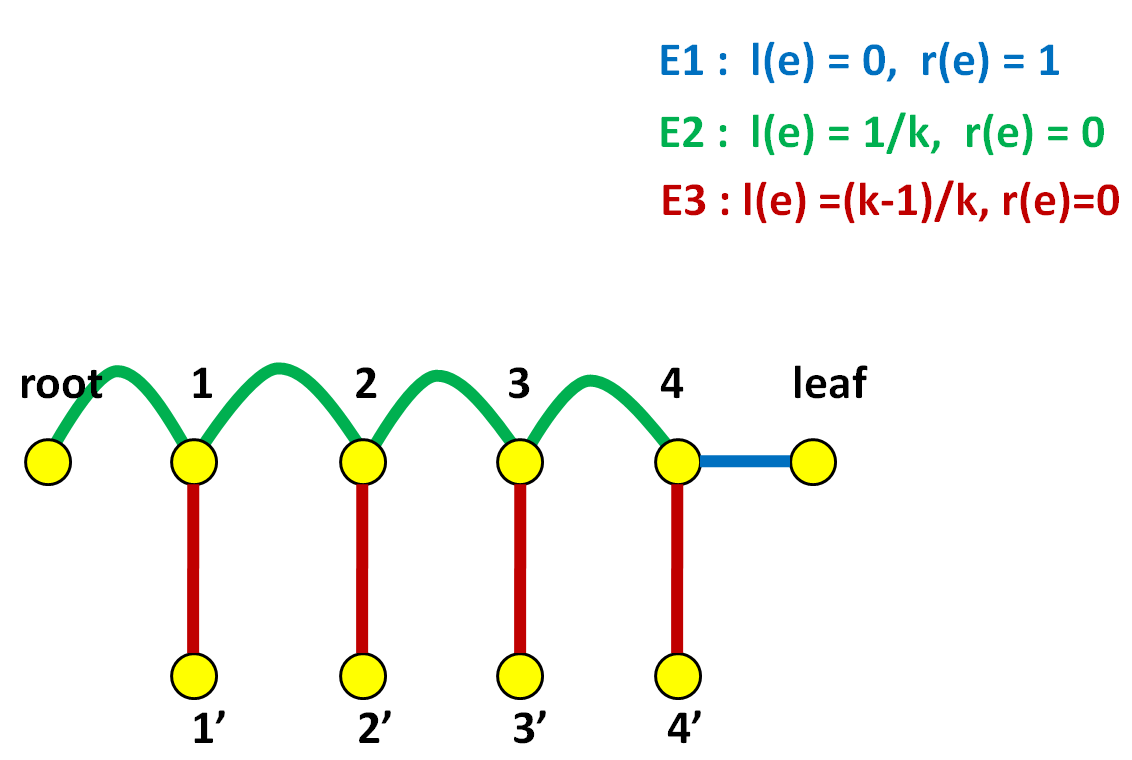 E1 : l(e) = 0, r(e) = 1
E2 : l(e) = 1/k, r(e) = 0
E3 : l(e) =(k-1)/k, r(e)=0
root 1 2 3 4 leaf
1’ 2’ 3’ 4’